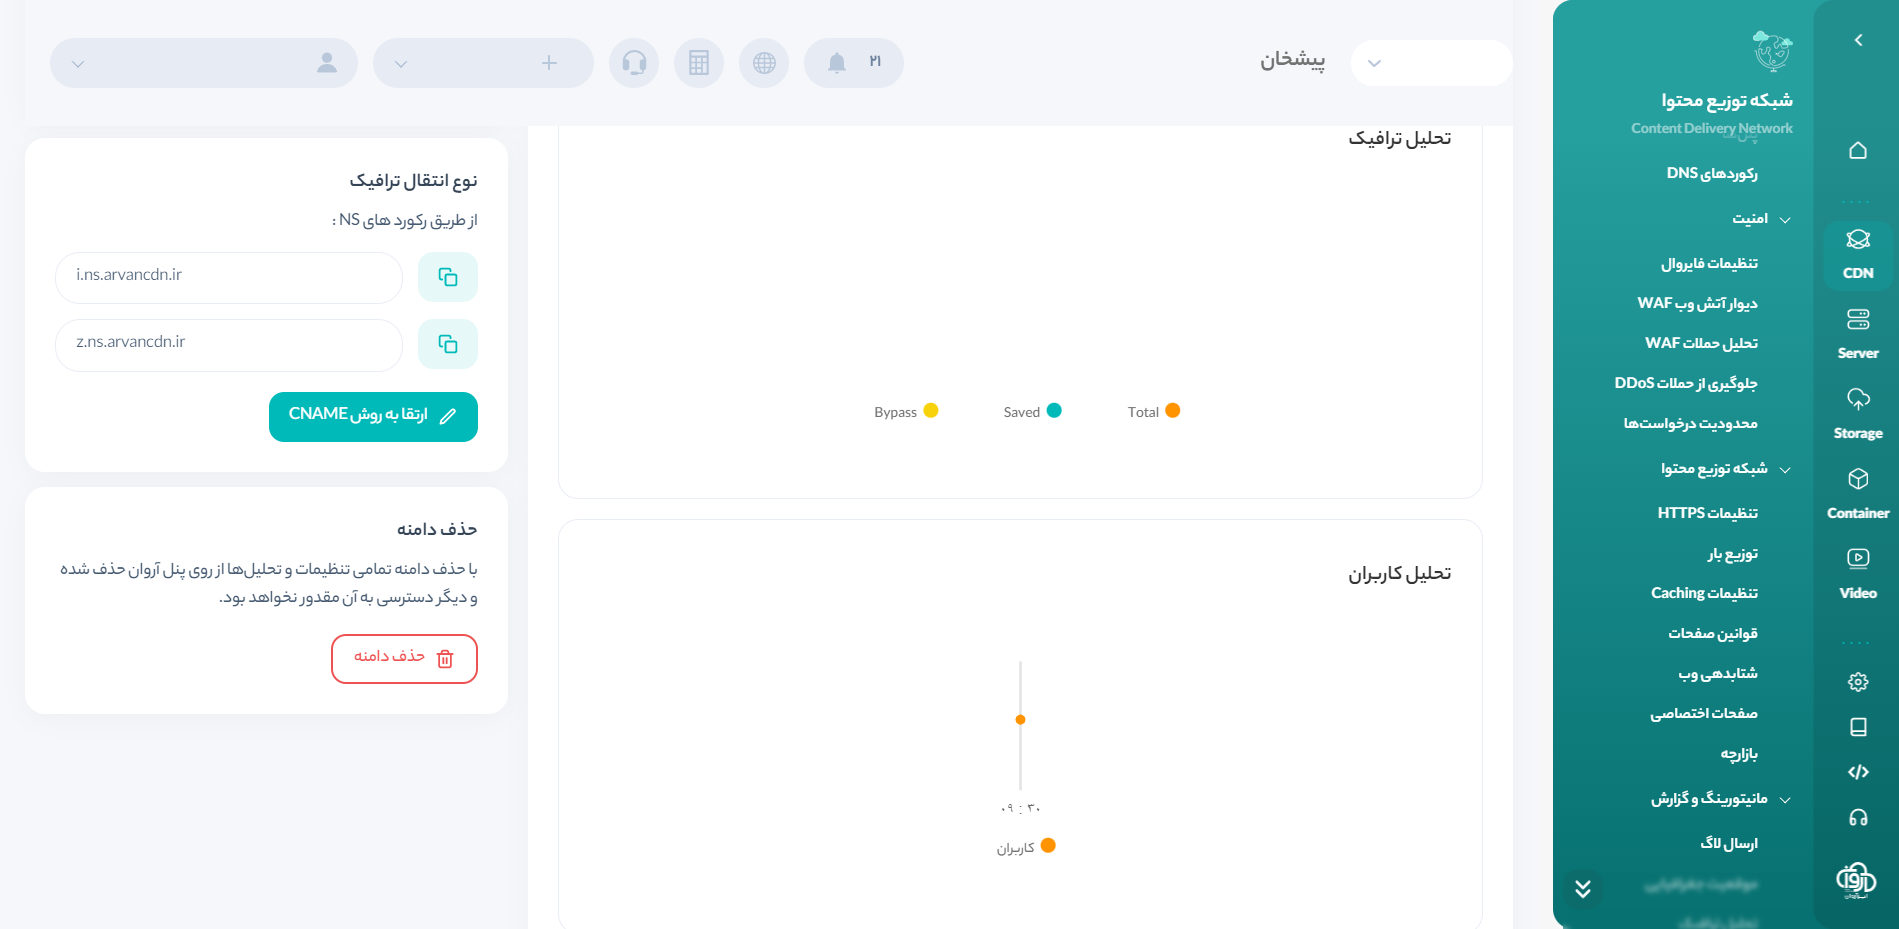 شبکه توزیع محتوا
Content Delivery Network
رکوردهای DNS
امنیت
تنظیمات فایروال
دیوار آتش وب WAF
تحلیل حملات WAF
جلوگیری از حملات DDoS
محدودیت درخواست‌ها
شبکه توزیع محتوا
تنظیمات HTTPS
توزیع بار
تنظیمات Caching
قوانین صفحات
شتابدهی وب
صفحات اختصاصی
بازارچه
مانیتورینگ و گزارش
ارسال لاگ
CDN
Server
Storage
Container
Video
پیشخان
۲۱
تحلیل ترافیک
Total
Saved
Bypass
تحلیل کاربران
۰۹ : ۳۰
کاربران
نوع انتقال ترافیک
از طریق رکورد های NS :
i.ns.arvancdn.ir
z.ns.arvancdn.ir
ارتقا به روش CNAME
حذف دامنه
با حذف دامنه تمامی تنظیمات و تحلیل‌ها از روی پنل آروان حذف شده
و دیگر دسترسی به آن مقدور نخواهد بود.
حذف دامنه